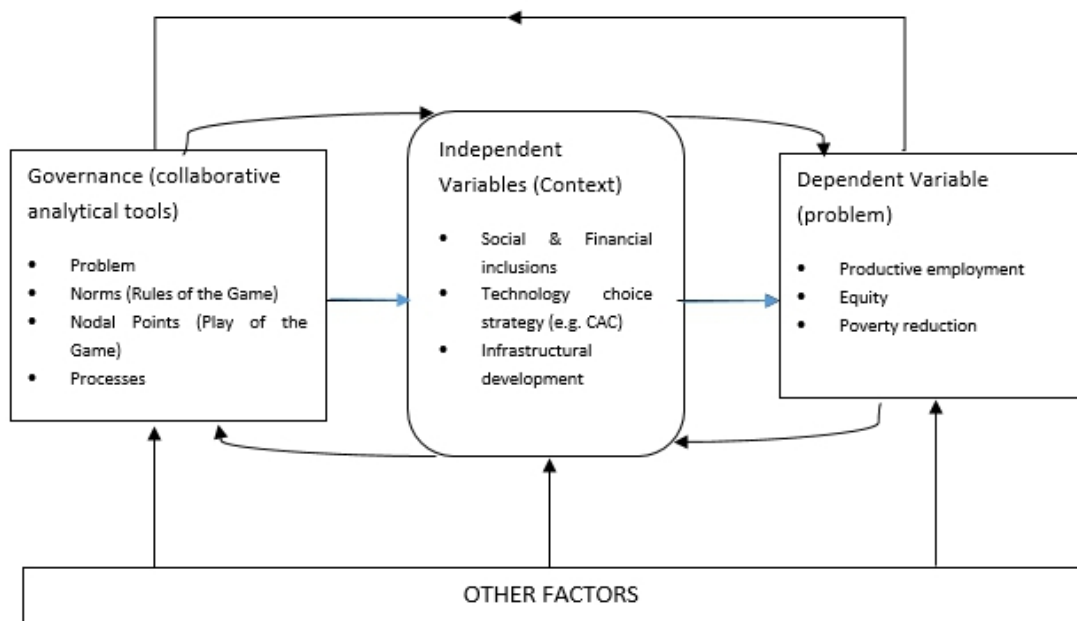 Governance (collaborative
analytical tools)
• Problem
• Norms (Rules of the Game)
• Nodal Points (Play of the
Game)
• Processes
Independent
Variables (Context)
• Social & Financial
inclusions
• Technology choice
strategy (e.g. CAC)
• Infrastructural
development
Dependent Variable
(problem)
• Productive employment
• Equity
• Poverty reduction
OTHER FACTORS